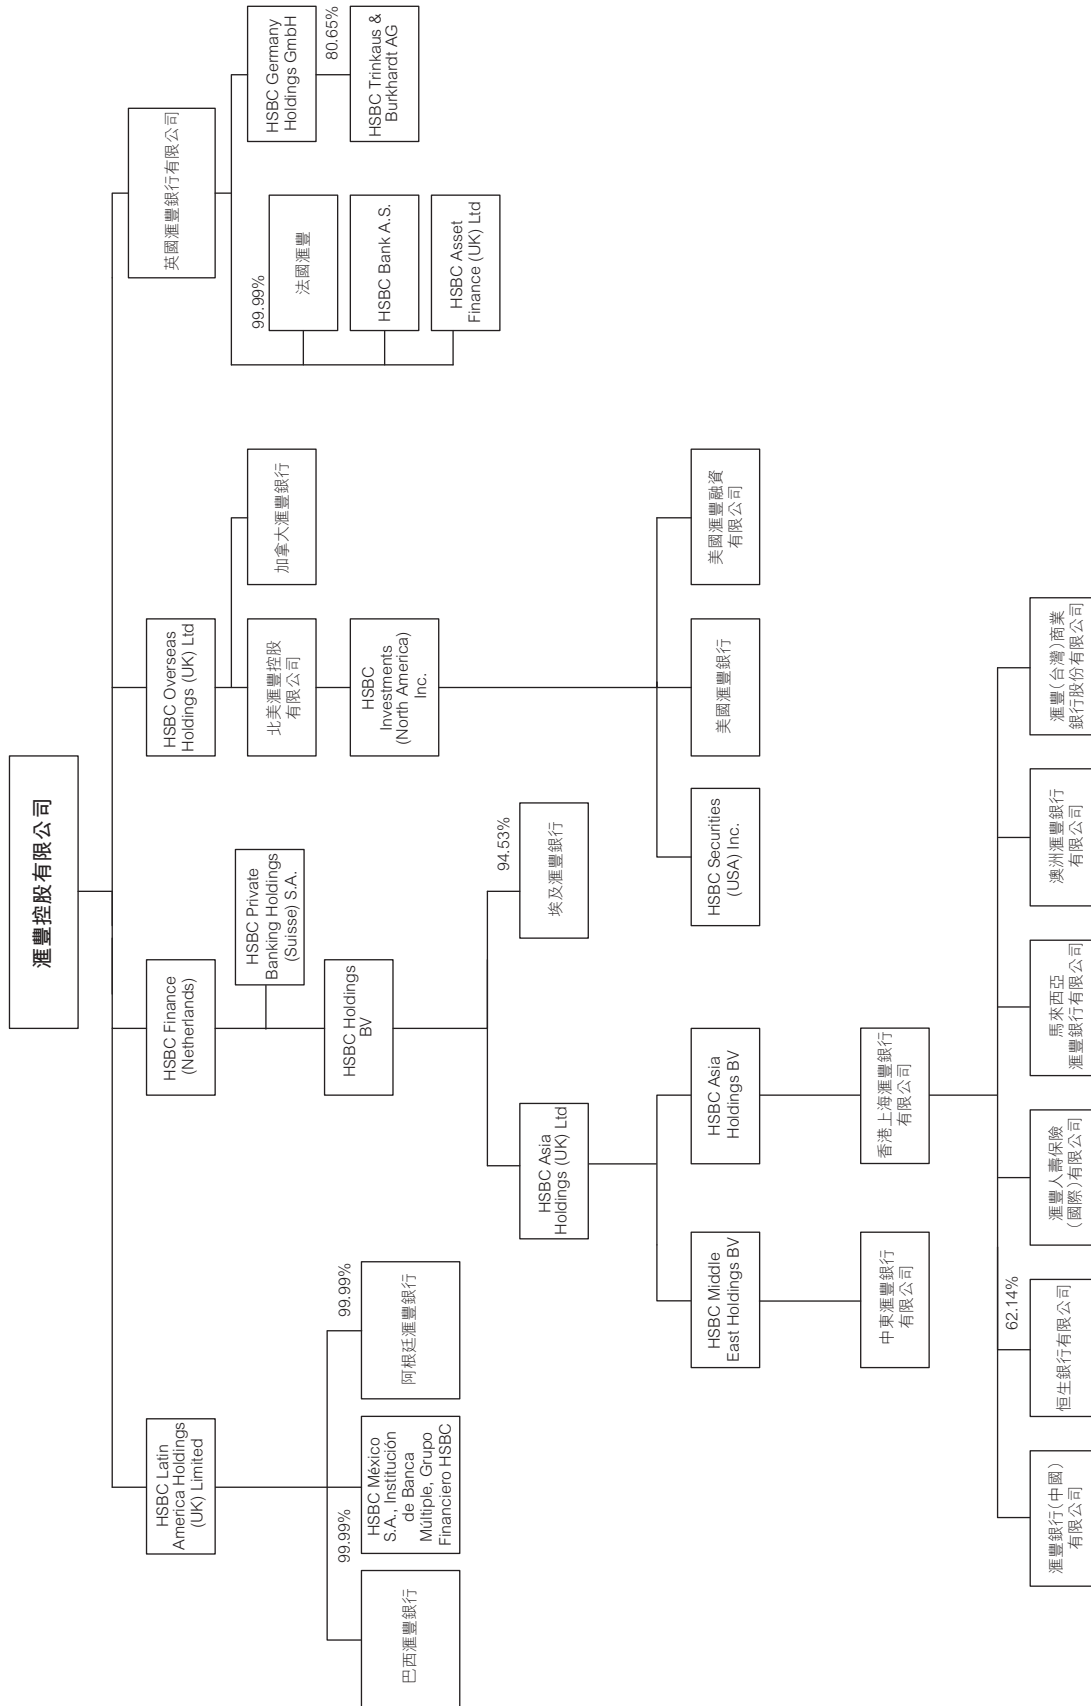 滙豐控股有限公司
HSBC Latin
America Holdings
(UK) Limited
HSBC Finance
(Netherlands)
HSBC Overseas
Holdings (UK) Ltd
英國滙豐銀行有限公司
99.99%
巴西滙豐銀行
HSBC México
S.A., Institución
de Banca
Múltiple, Grupo
Financiero HSBC
99.99%
阿根廷滙豐銀行
HSBC Private
Banking Holdings
(Suisse) S.A.
HSBC Holdings
BV
HSBC Asia
Holdings (UK) Ltd
94.53%
埃及滙豐銀行
HSBC Middle
East Holdings BV
HSBC Asia
Holdings BV
中東滙豐銀行
有限公司
香港上海滙豐銀行
有限公司
滙豐銀行(中國)
有限公司
62.14%
恒生銀行有限公司
滙豐人壽保險
(國際)有限公司
馬來西亞
滙豐銀行有限公司
澳洲滙豐銀行
有限公司
滙豐(台灣)商業
銀行股份有限公司
北美滙豐控股
有限公司
加拿大滙豐銀行
HSBC
Investments
(North America)
Inc.
HSBC Securities
(USA) Inc.
美國滙豐銀行
美國滙豐融資
有限公司
99.99%
法國滙豐
HSBC Bank A.S.
HSBC Asset
Finance (UK) Ltd
HSBC Germany
Holdings GmbH
80.65%
HSBC Trinkaus &
Burkhardt AG